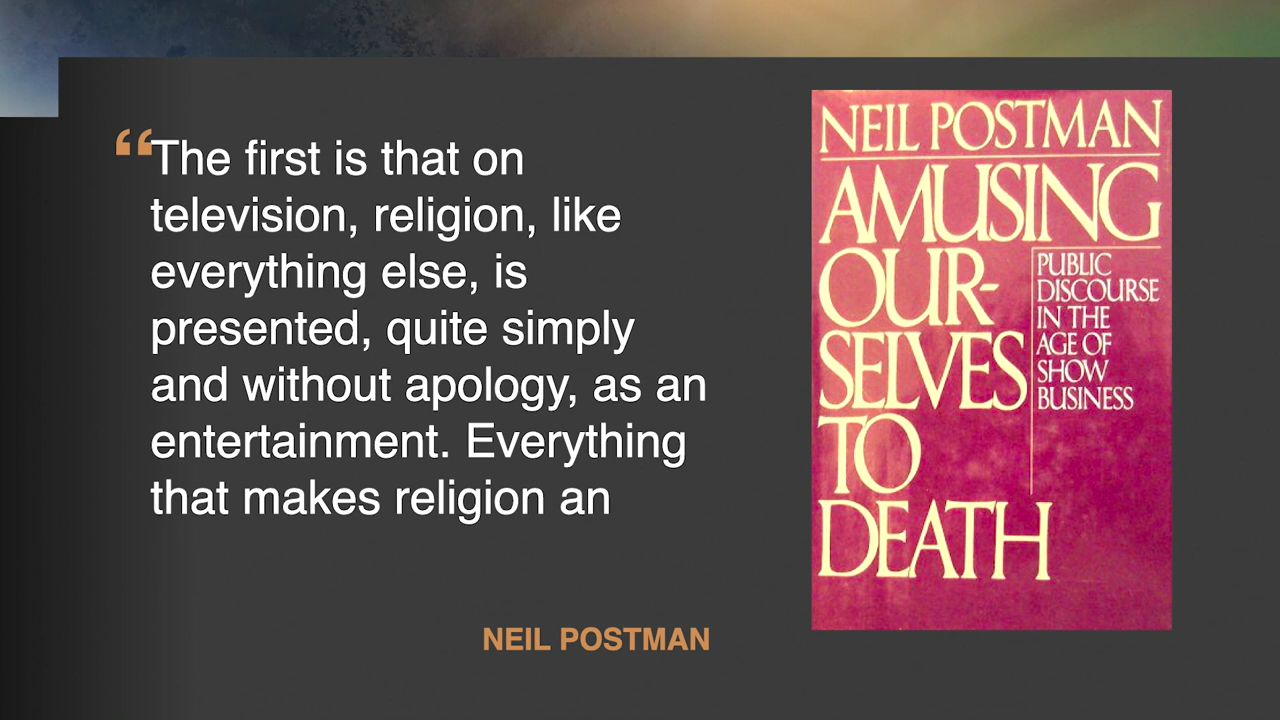 “The first is that on
television, religion, like
everything else, is
presented, quite simply
and without apology, as an
entertainment. Everything
that makes religion an
NEIL POSTMAN
NEIL POSTMAN
AMUSING
OUR-
SELVES
TO
DEATH
PUBLIC
DISCOURSE
IN THE
AGE OF
SHOW
BUSINESS